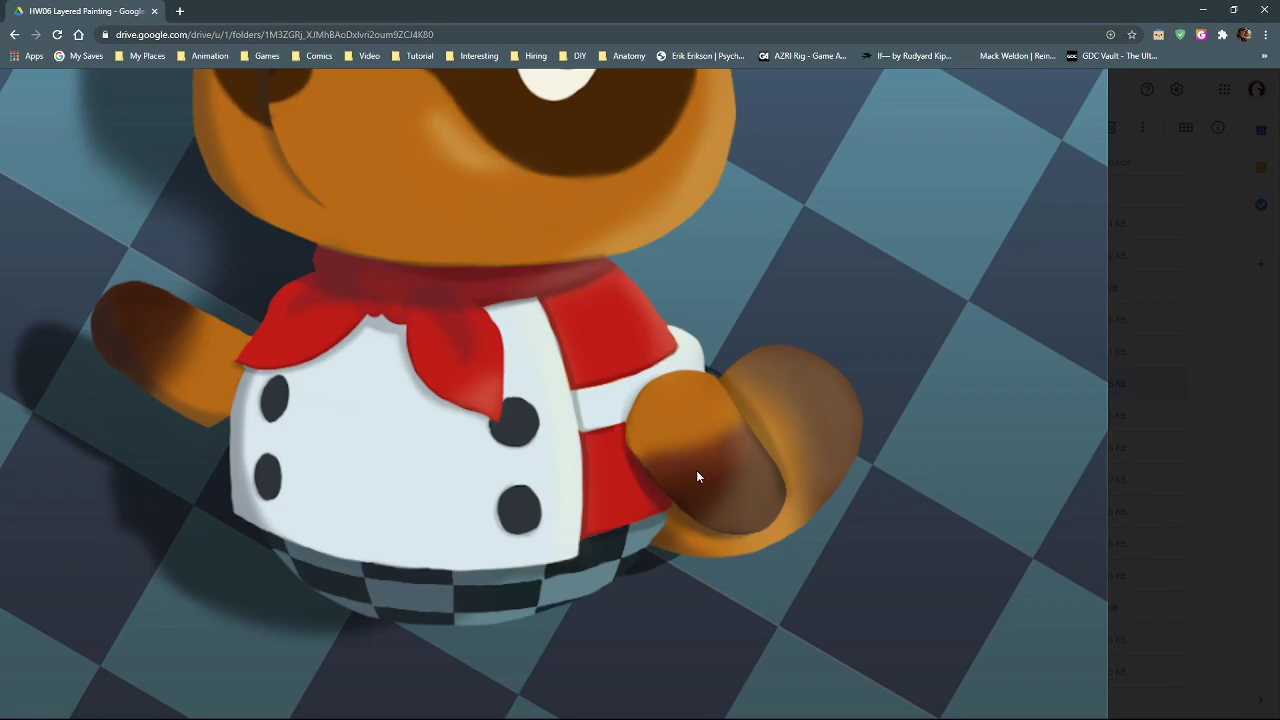 HW06 Layered Painting - Google
drive.google.com/drive/u/1/folders/1M3ZGRj_XJMhBAoDxlvri2oum9ZCJ4K80
Apps My Saves My Places Animation Games Comics Video Tutorial Interesting Hiring DIY Anatomy Erik Erikson | Psych... AZRI Rig - Game A... If— by Rudyard Kip... Mack Weldon | Rein... GDC Vault - The Ult... »